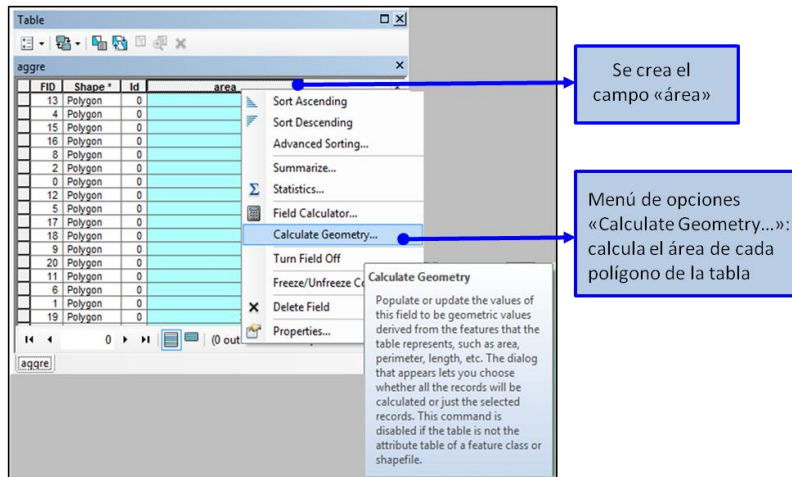 Table
aggre
FID Shape * Id area
13 Polygon 0
4 Polygon 0
15 Polygon 0
16 Polygon 0
8 Polygon 0
2 Polygon 0
0 Polygon 0
12 Polygon 0
5 Polygon 0
17 Polygon 0
18 Polygon 0
9 Polygon 0
20 Polygon 0
11 Polygon 0
6 Polygon 0
1 Polygon 0
19 Polygon 0
0
(0 out
aggre
Sort Ascending
Sort Descending
Advanced Sorting...
Summarize...
Σ Statistics...
Field Calculator...
Calculate Geometry...
Turn Field Off
Freeze/Unfreeze Co
Delete Field
Properties...
Calculate Geometry
Populate or update the values of
this field to be geometric values
derived from the features that the
table represents, such as area,
perimeter, length, etc. The dialog
that appears lets you choose
whether all the records will be
calculated or just the selected
records. This command is
disabled if the table is not the
attribute table of a feature class or
shapefile.
Se crea el
campo «área»
Menú de opciones
«Calculate Geometry...»:
calcula el área de cada
polígono de la tabla